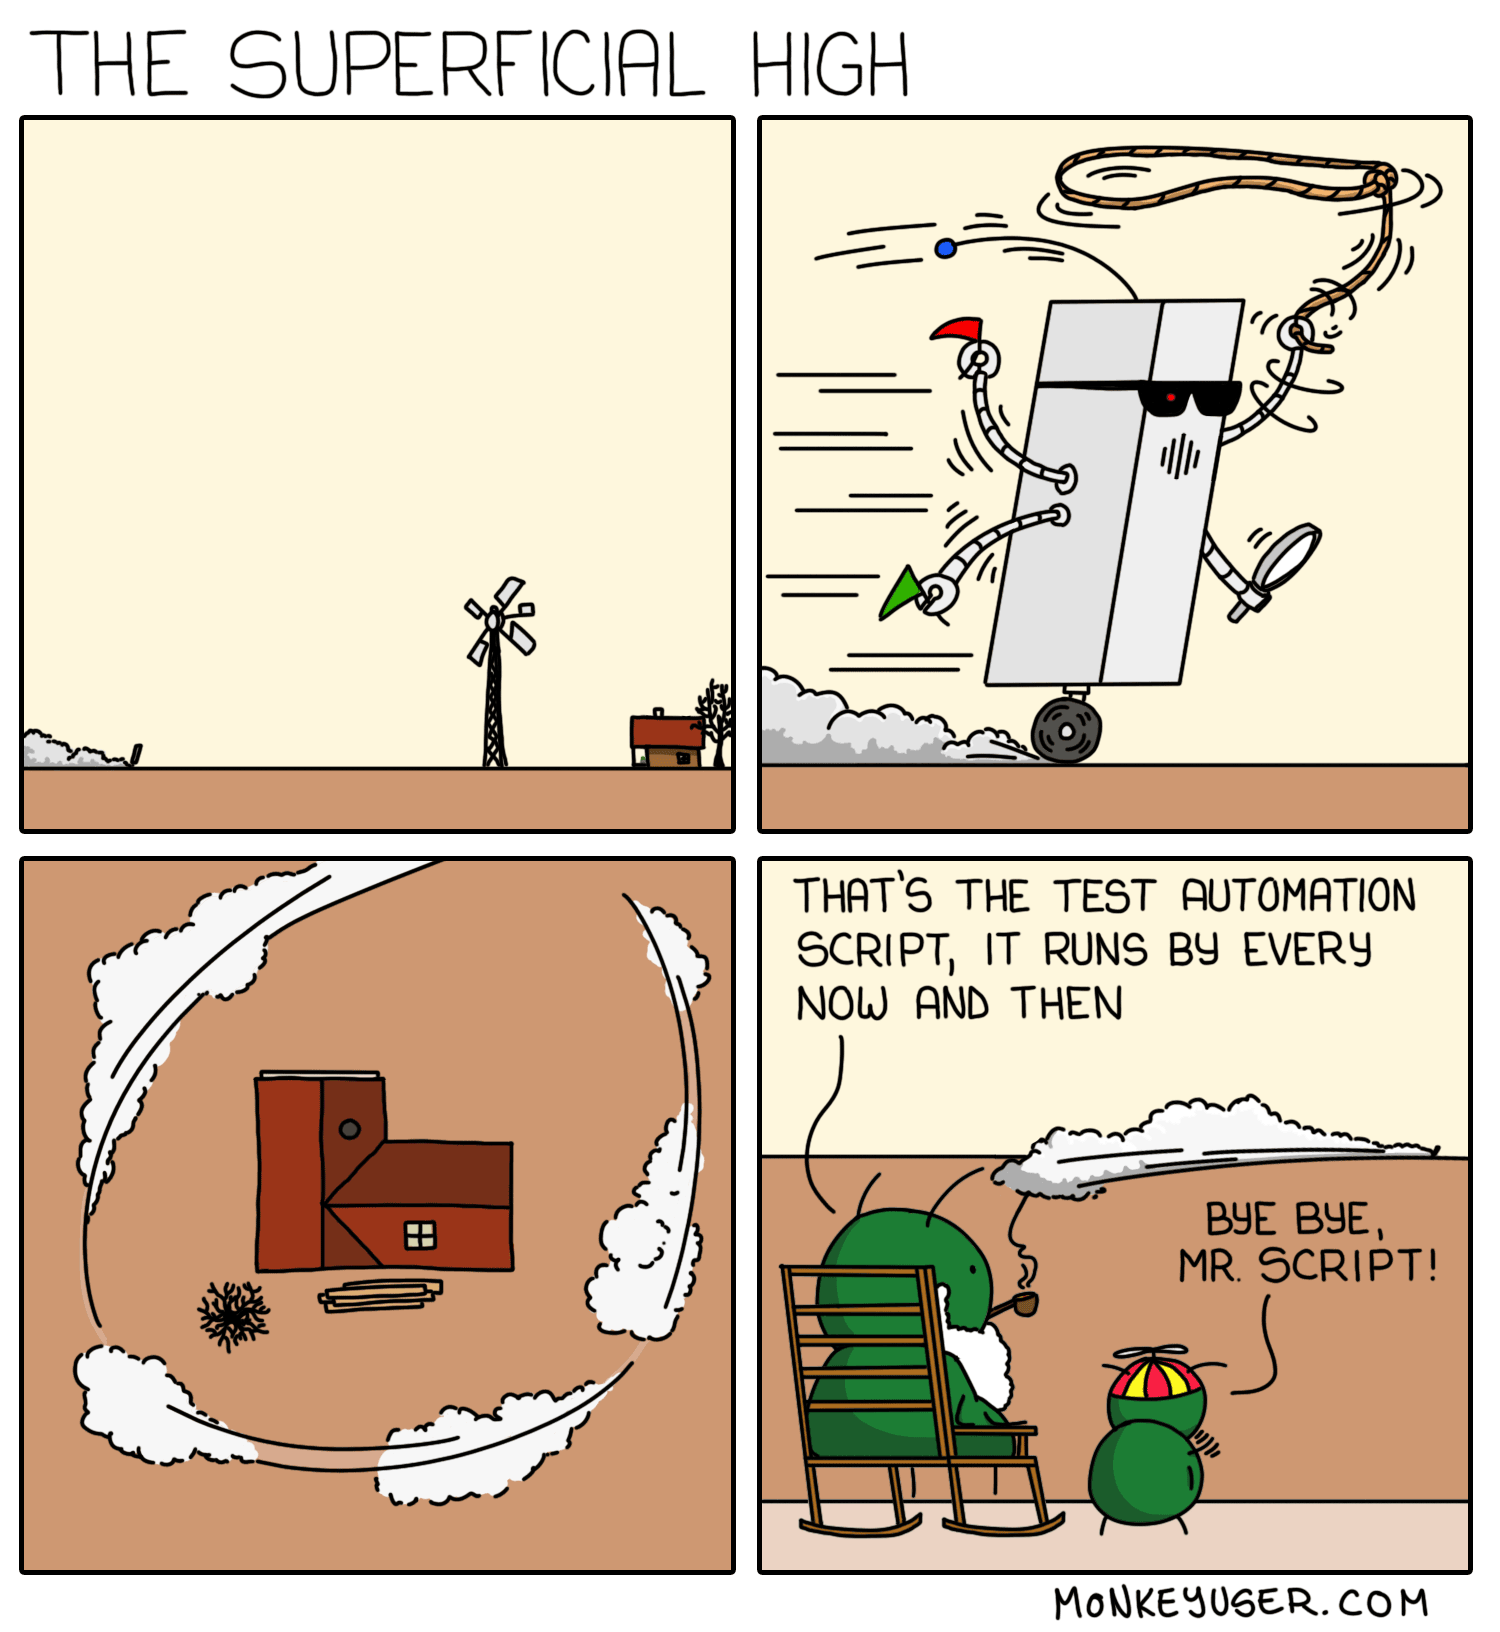 THE SUPERFICIAL HIGH
THAT'S THE TEST AUTOMATION
SCRIPT, IT RUNS BY EVERY
NOW AND THEN
BYE BYE,
MR. SCRIPT!
MONKEYUSER.COM